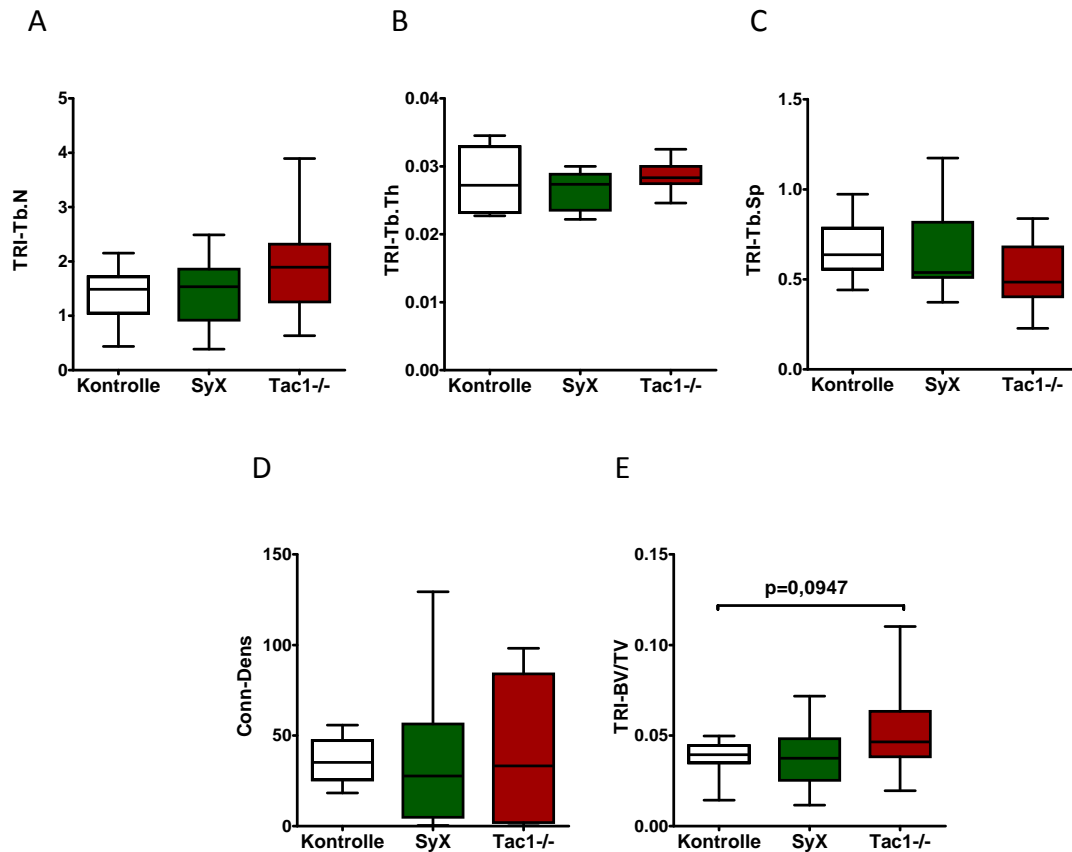 A
B
C
TRI-Tb.N
5
4
3
2
1
0
Kontrolle SyX Tac1-/-
TRI-Tb.Th
0.04
0.03
0.02
0.01
0.00
Kontrolle SyX Tac1-/-
TRI-Tb.Sp
1.5
1.0
0.5
0.0
Kontrolle SyX Tac1-/-
D
E
Conn-Dens
150
100
50
0
Kontrolle SyX Tac1-/-
TRI-BV/TV
0.15
0.10
0.05
0.00
p=0,0947
Kontrolle SyX Tac1-/-